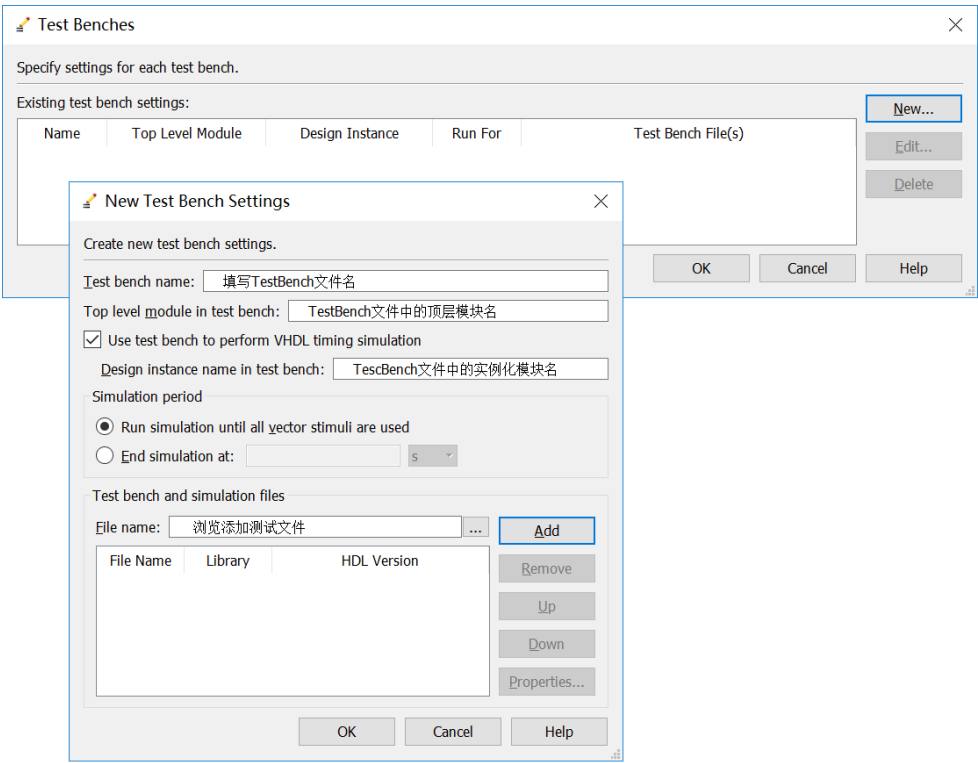 Test Benches
Specify settings for each test bench.
Existing test bench settings:
Name Top Level Module Design Instance Run For Test Bench File(s)
New...
Edit...
Delete
OK Cancel Help
New Test Bench Settings
Create new test bench settings.
Test bench name: 填写TestBench文件名
Top level module in test bench: TestBench文件中的顶层模块名
Use test bench to perform VHDL timing simulation
Design instance name in test bench: TescBench文件中的实例化模块名
Simulation period
Run simulation until all vector stimuli are used
End simulation at: s
Test bench and simulation files
File name: 浏览添加测试文件 ... Add
File Name Library HDL Version
Remove
Up
Down
Properties...
OK Cancel Help